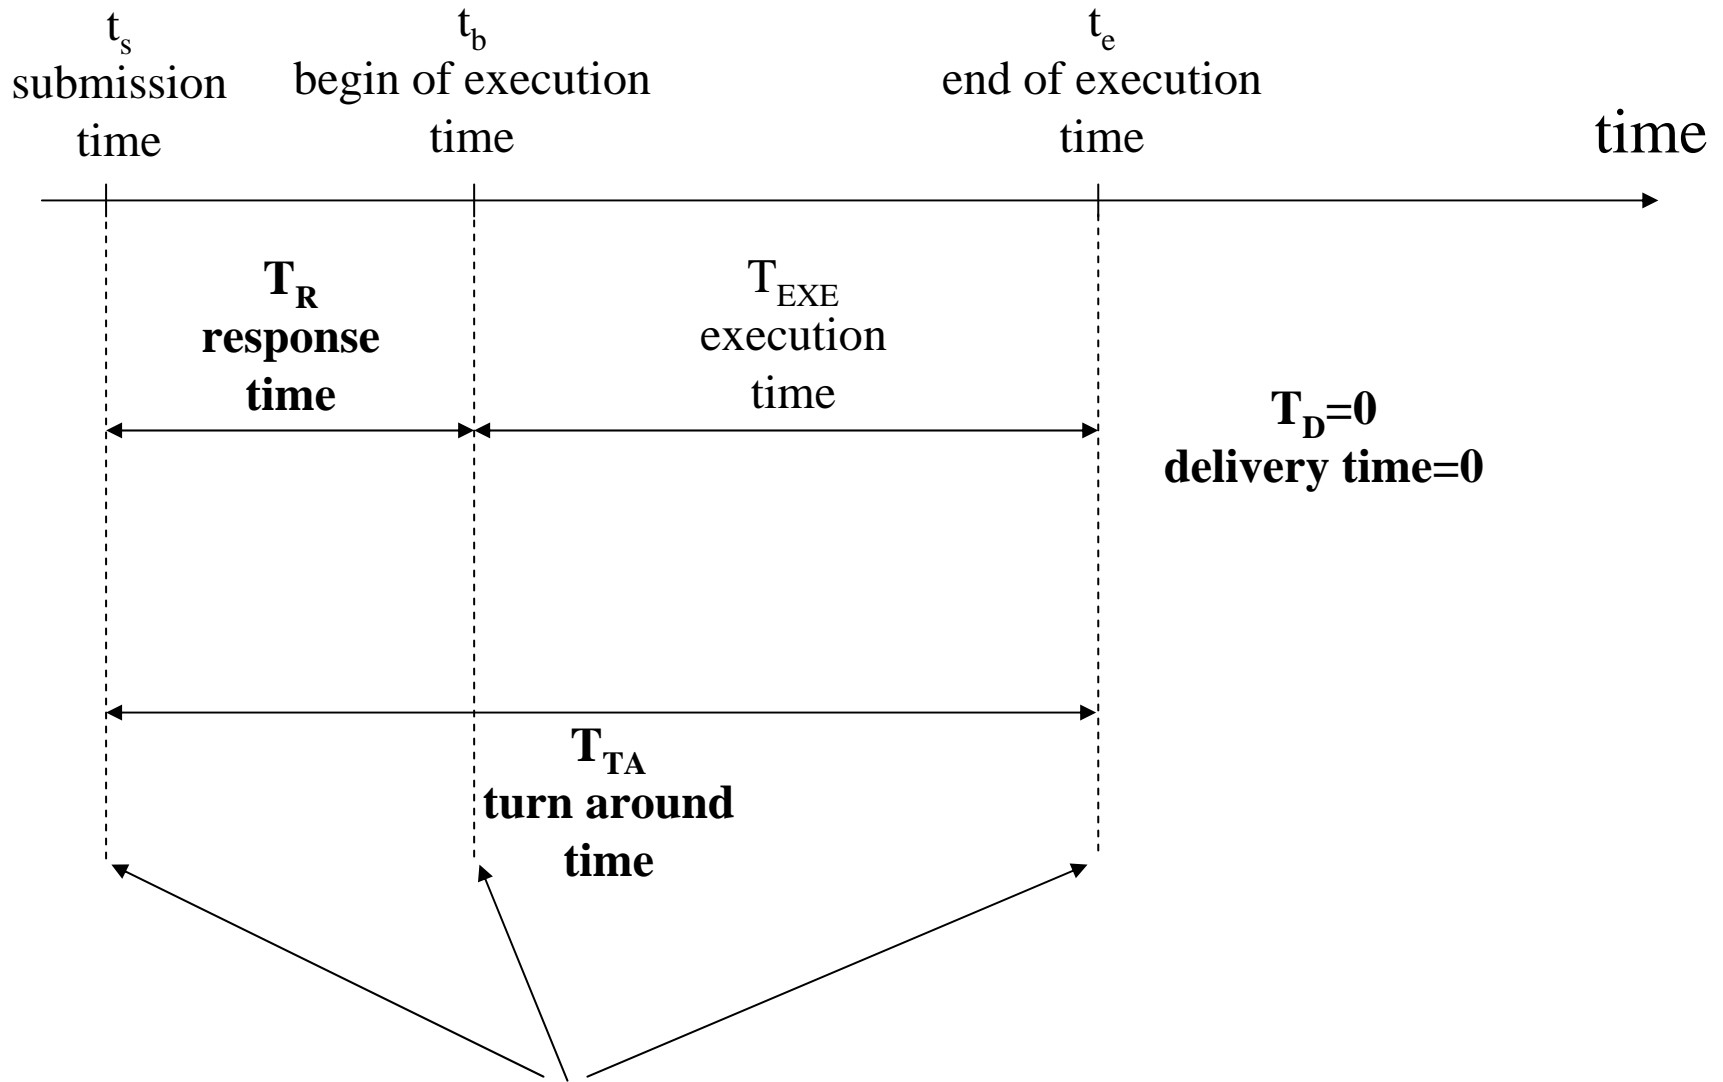 t_s
submission
time
t_b
begin of execution
time
t_e
end of execution
time
time
T_R
response
time
T_EXE
execution
time
T_D=0
delivery time=0
T_TA
turn around
time